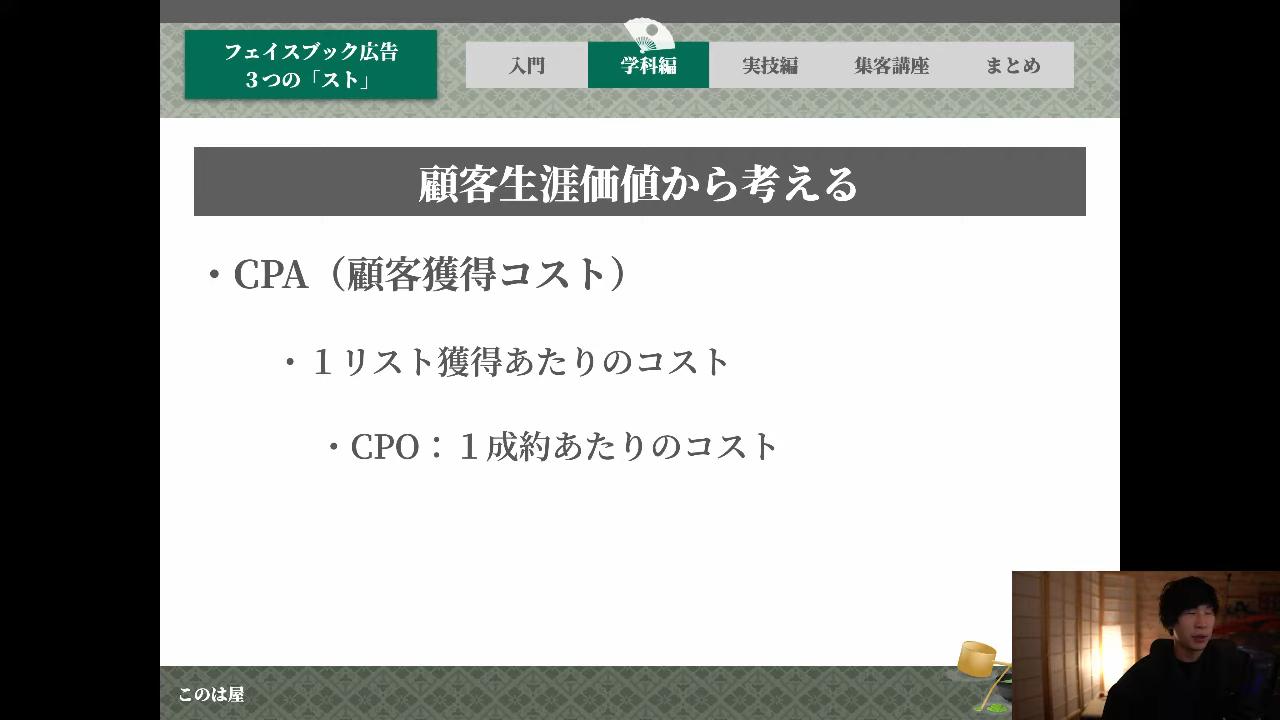 フェイスブック広告
３つの「スト」
入門
学科編
実技編
集客講座
まとめ
顧客生涯価値から考える
・CPA（顧客獲得コスト）
・１リスト獲得あたりのコスト
・CPO：１成約あたりのコスト
このは屋